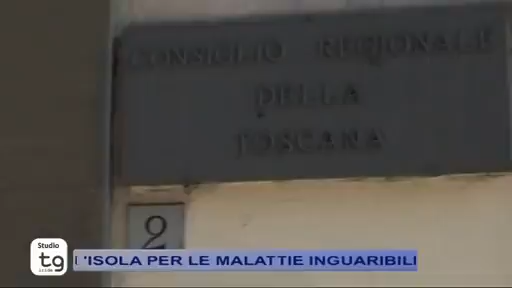 CONSIGLIO REGIONALE
DELLA
TOSCANA
2
Studio
tg
L'ISOLA PER LE MALATTIE INGUARIBILI